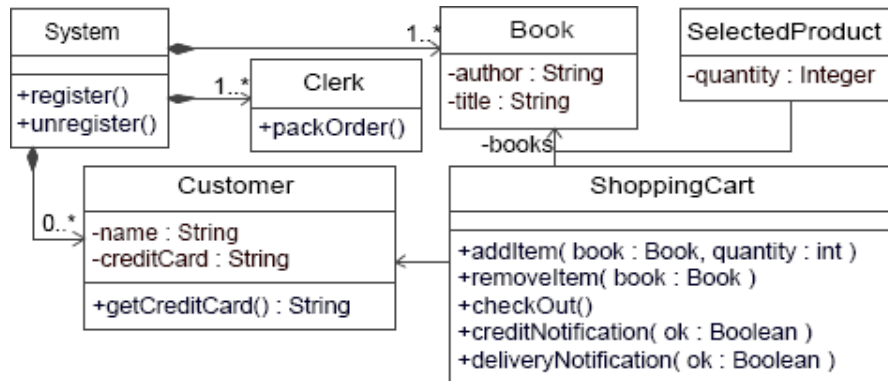 System
+register()
+unregister()
1..*
Book
-author : String
-title : String
SelectedProduct
-quantity : Integer
1..*
Clerk
+packOrder()
-books
0..*
Customer
-name : String
-creditCard : String
+getCreditCard() : String
ShoppingCart
+addItem( book : Book, quantity : int )
+removeItem( book : Book )
+checkOut()
+creditNotification( ok : Boolean )
+deliveryNotification( ok : Boolean )